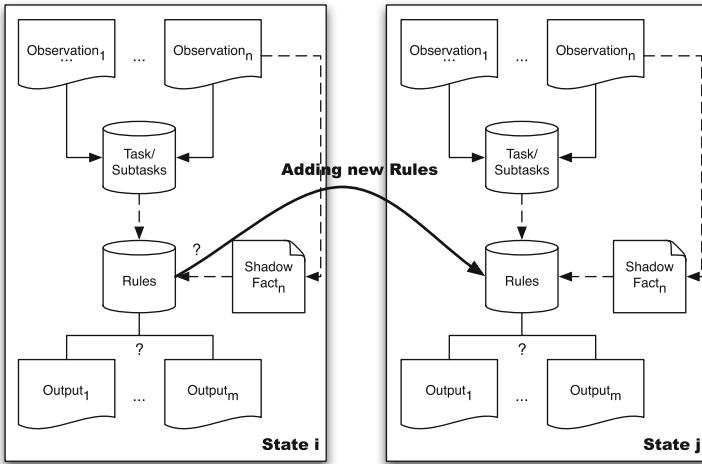 Observation1
...
...
Observationn
Task/
Subtasks
Rules
?
Shadow
Factn
?
Output1
...
Outputm
State i
Adding new Rules
Observation1
...
...
Observationn
Task/
Subtasks
Rules
Shadow
Factn
?
Output1
...
Outputm
State j